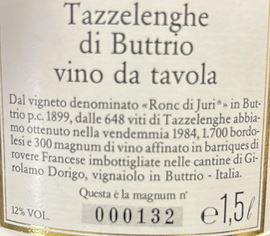 Tazzelenghe
di Buttrio
vino da tavola
Dal vigneto denominato «Ronc di Juri*» in But-
trio p.c. 1899, dalle 648 viti di Tazzelenghe abbia-
mo ottenuto nella vendemmia 1984, 1.700 bordo-
lesi e 300 magnum di vino affinato in barriques di
rovere Francese imbottigliate nelle cantine di Gi-
rolamo Dorigo, vignaiolo in Buttrio - Italia.
Questa è la magnum n°
12% VOL. 000132 e 1,5 l